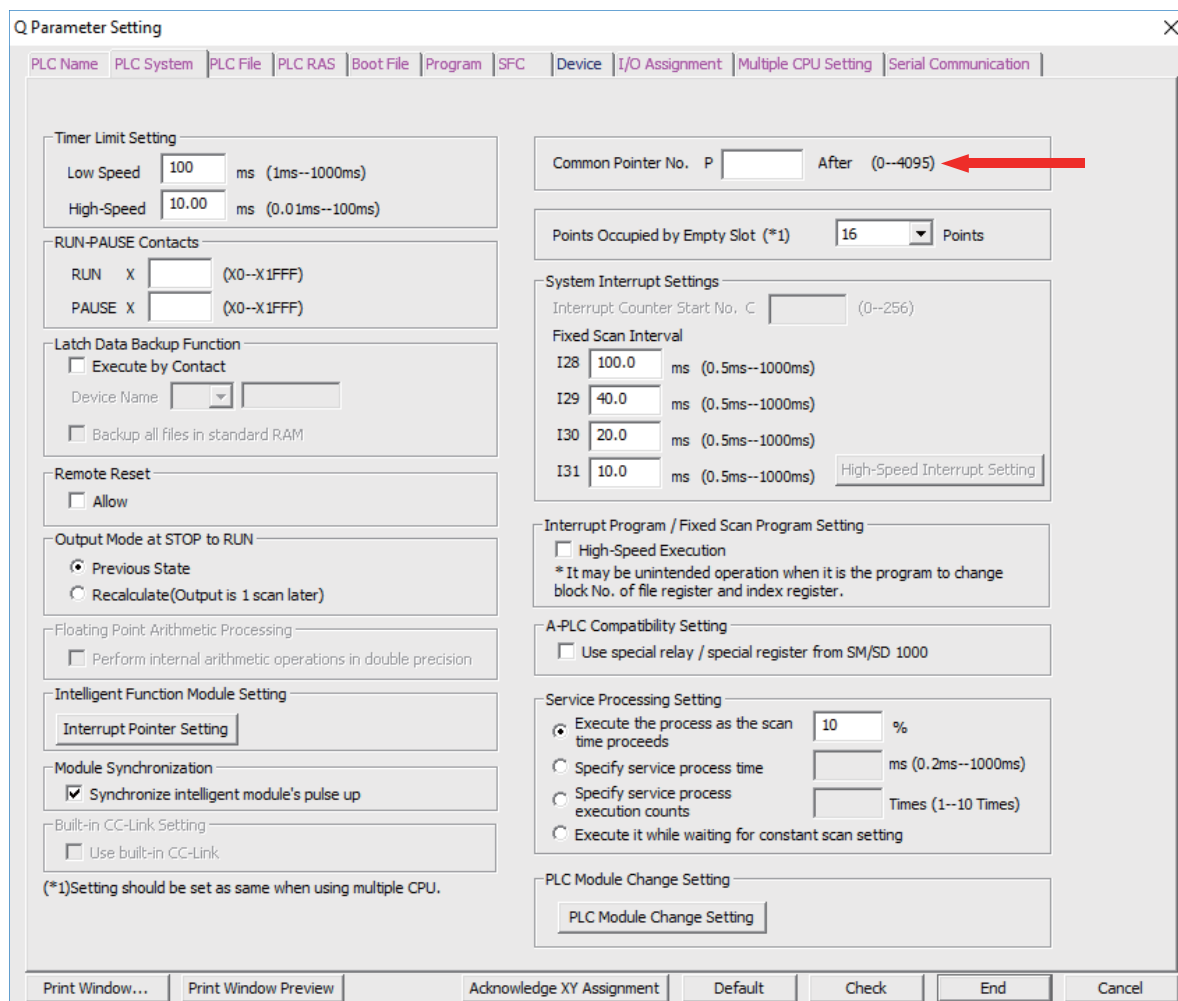 Q Parameter Setting
PLC Name PLC System PLC File PLC RAS Boot File Program SFC Device I/O Assignment Multiple CPU Setting Serial Communication
Timer Limit Setting
Low Speed 100 ms (1ms--1000ms)
High-Speed 10.00 ms (0.01ms--100ms)
RUN-PAUSE Contacts
RUN X (X0--X1FFF)
PAUSE X (X0--X1FFF)
Latch Data Backup Function
Execute by Contact
Device Name
Backup all files in standard RAM
Remote Reset
Allow
Output Mode at STOP to RUN
Previous State
Recalculate(Output is 1 scan later)
Floating Point Arithmetic Processing
Perform internal arithmetic operations in double precision
Intelligent Function Module Setting
Interrupt Pointer Setting
Module Synchronization
Synchronize intelligent module's pulse up
Built-in CC-Link Setting
Use built-in CC-Link
(*1)Setting should be set as same when using multiple CPU.
Common Pointer No. P After (0--4095)
Points Occupied by Empty Slot (*1) 16 Points
System Interrupt Settings
Interrupt Counter Start No. C (0--256)
Fixed Scan Interval
I28 100.0 ms (0.5ms--1000ms)
I29 40.0 ms (0.5ms--1000ms)
I30 20.0 ms (0.5ms--1000ms)
I31 10.0 ms (0.5ms--1000ms) High-Speed Interrupt Setting
Interrupt Program / Fixed Scan Program Setting
High-Speed Execution
* It may be unintended operation when it is the program to change
block No. of file register and index register.
A-PLC Compatibility Setting
Use special relay / special register from SM/SD 1000
Service Processing Setting
Execute the process as the scan
time proceeds 10 %
Specify service process time ms (0.2ms--1000ms)
Specify service process
execution counts Times (1--10 Times)
Execute it while waiting for constant scan setting
PLC Module Change Setting
PLC Module Change Setting
Print Window... Print Window Preview Acknowledge XY Assignment Default Check End Cancel